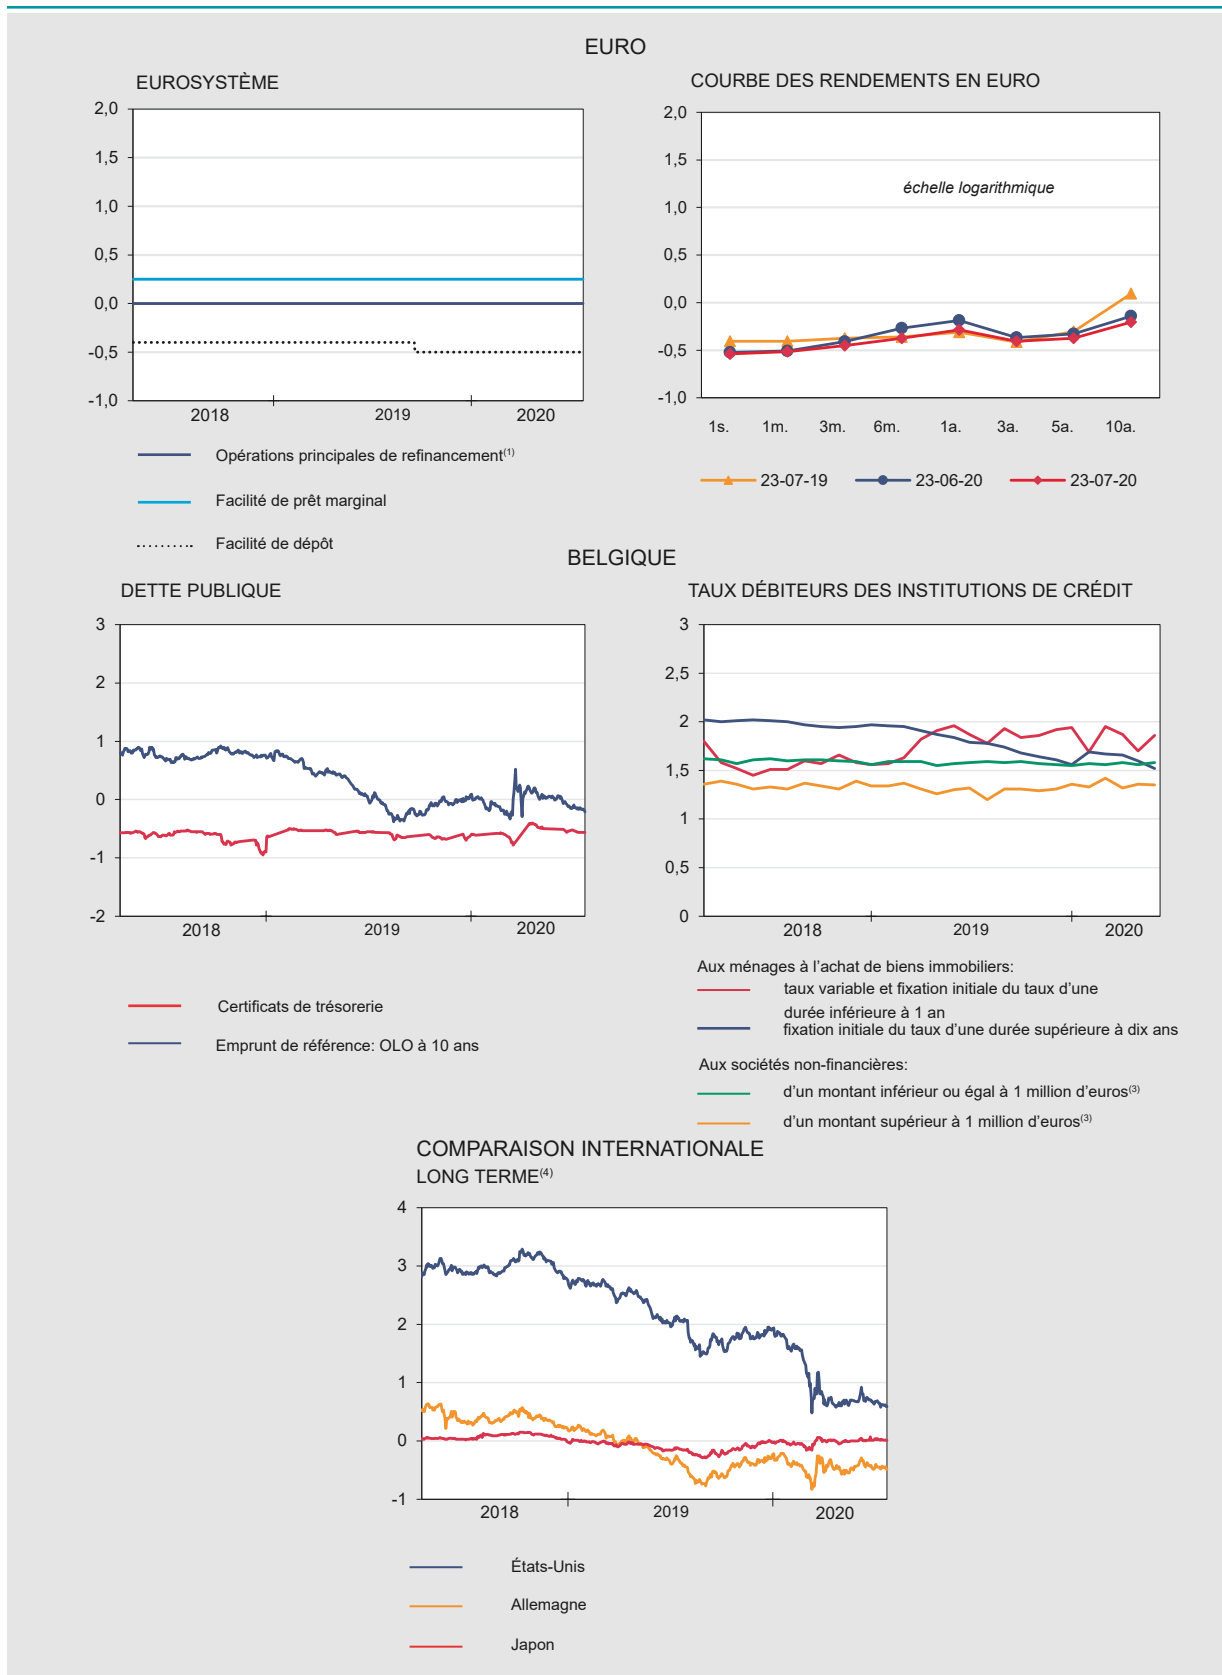 EURO
EUROSYSTÈME
2,0
1,5
1,0
0,5
0,0
-0,5
-1,0
2018
2019
2020
Opérations principales de refinancement(1)
Facilité de prêt marginal
Facilité de dépôt
COURBE DES RENDEMENTS EN EURO
2,0
1,5
1,0
0,5
0,0
-0,5
-1,0
échelle logarithmique
1s.
1m.
3m.
6m.
1a.
3a.
5a.
10a.
23-07-19
23-06-20
23-07-20
BELGIQUE
DETTE PUBLIQUE
3
2
1
0
-1
-2
2018
2019
2020
Certificats de trésorerie
Emprunt de référence: OLO à 10 ans
TAUX DÉBITEURS DES INSTITUTIONS DE CRÉDIT
3
2,5
2
1,5
1
0,5
0
2018
2019
2020
Aux ménages à l’achat de biens immobiliers:
taux variable et fixation initiale du taux d’une
durée inférieure à 1 an
fixation initiale du taux d’une durée supérieure à dix ans
Aux sociétés non-financières:
d’un montant inférieur ou égal à 1 million d’euros(3)
d’un montant supérieur à 1 million d’euros(3)
COMPARAISON INTERNATIONALE
LONG TERME(4)
4
3
2
1
0
-1
2018
2019
2020
États-Unis
Allemagne
Japon